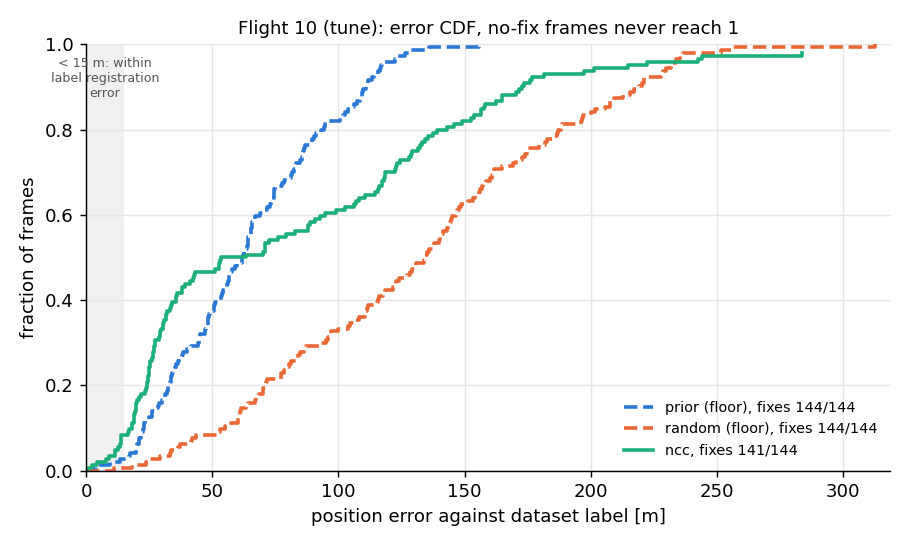 Flight 10 (tune): error CDF, no-fix frames never reach 1
fraction of frames
1.0
0.8
0.6
0.4
0.2
0.0
< 15 m: within
label registration
error
prior (floor), fixes 144/144
random (floor), fixes 144/144
ncc, fixes 141/144
0
50
100
150
200
250
300
position error against dataset label [m]